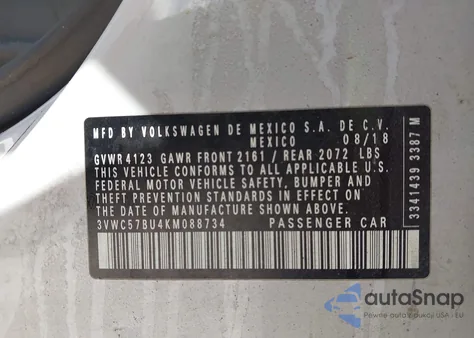 MFD BY VOLKSWAGEN DE MEXICO S.A. DE C.V.
MEXICO 08/18
GVWR 4123 GAWR FRONT 2161 / REAR 2072 LBS
THIS VEHICLE CONFORMS TO ALL APPLICABLE U.S.
FEDERAL MOTOR VEHICLE SAFETY, BUMPER AND
THEFT PREVENTION STANDARDS IN EFFECT ON THE
DATE OF MANUFACTURE SHOWN ABOVE.
3VWC57BU4KM088734 PASSENGER CAR
3341439 3387 M
autoSnap